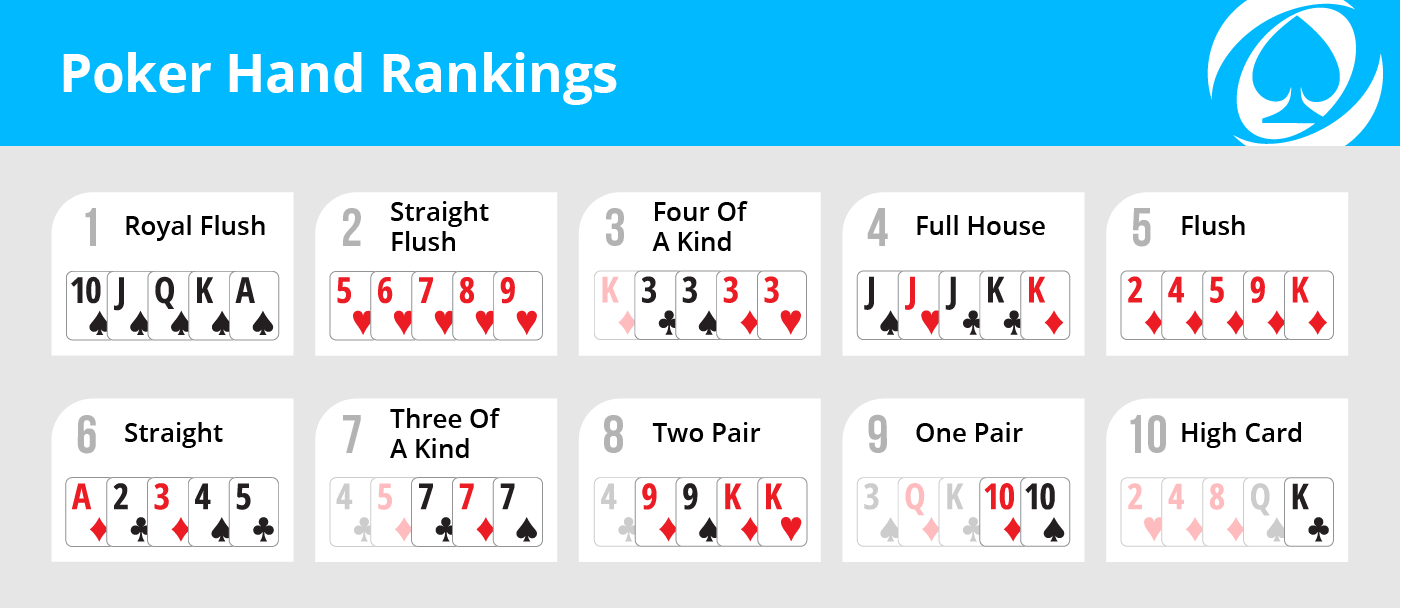 Poker Hand Rankings
1 Royal Flush
10 J Q K A
2 Straight
Flush
5 6 7 8 9
3 Four Of
A Kind
K 3 3 3 3
4 Full House
J J J K K
5 Flush
2 4 5 9 K
6 Straight
A 2 3 4 5
7 Three Of
A Kind
4 5 7 7 7
8 Two Pair
4 9 9 K K
9 One Pair
3 Q K 10 10
10 High Card
2 4 8 Q K